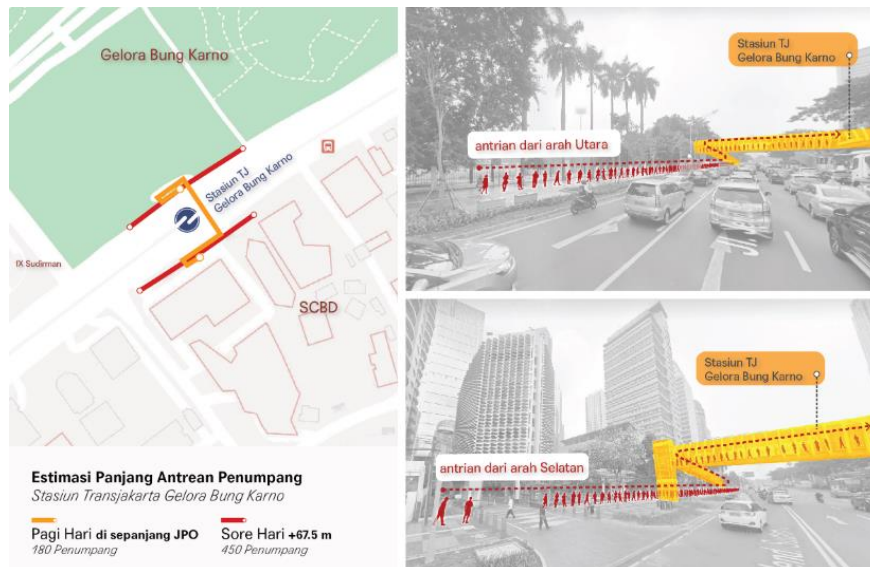 Gelora Bung Karno
Stasiun TJ
Gelora Bung Karno
IX Sudirman
SCBD
Estimasi Panjang Antrean Penumpang
Stasiun Transjakarta Gelora Bung Karno
Pagi Hari di sepanjang JPO
180 Penumpang
Sore Hari +67.5 m
450 Penumpang
Stasiun TJ
Gelora Bung Karno
antrian dari arah Utara
Stasiun TJ
Gelora Bung Karno
antrian dari arah Selatan